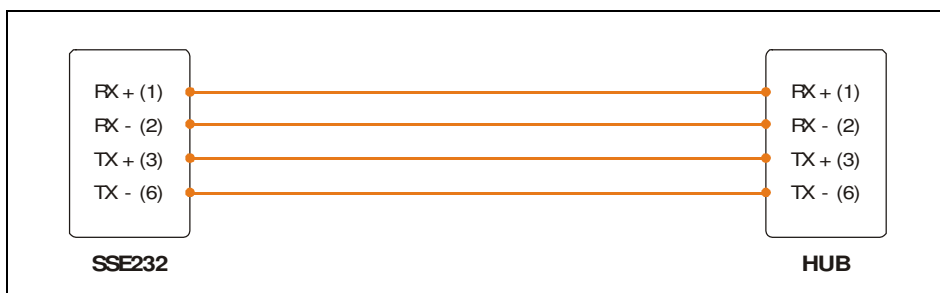 RX + (1) RX + (1)
RX - (2) RX - (2)
TX + (3) TX + (3)
TX - (6) TX - (6)
SSE232 HUB